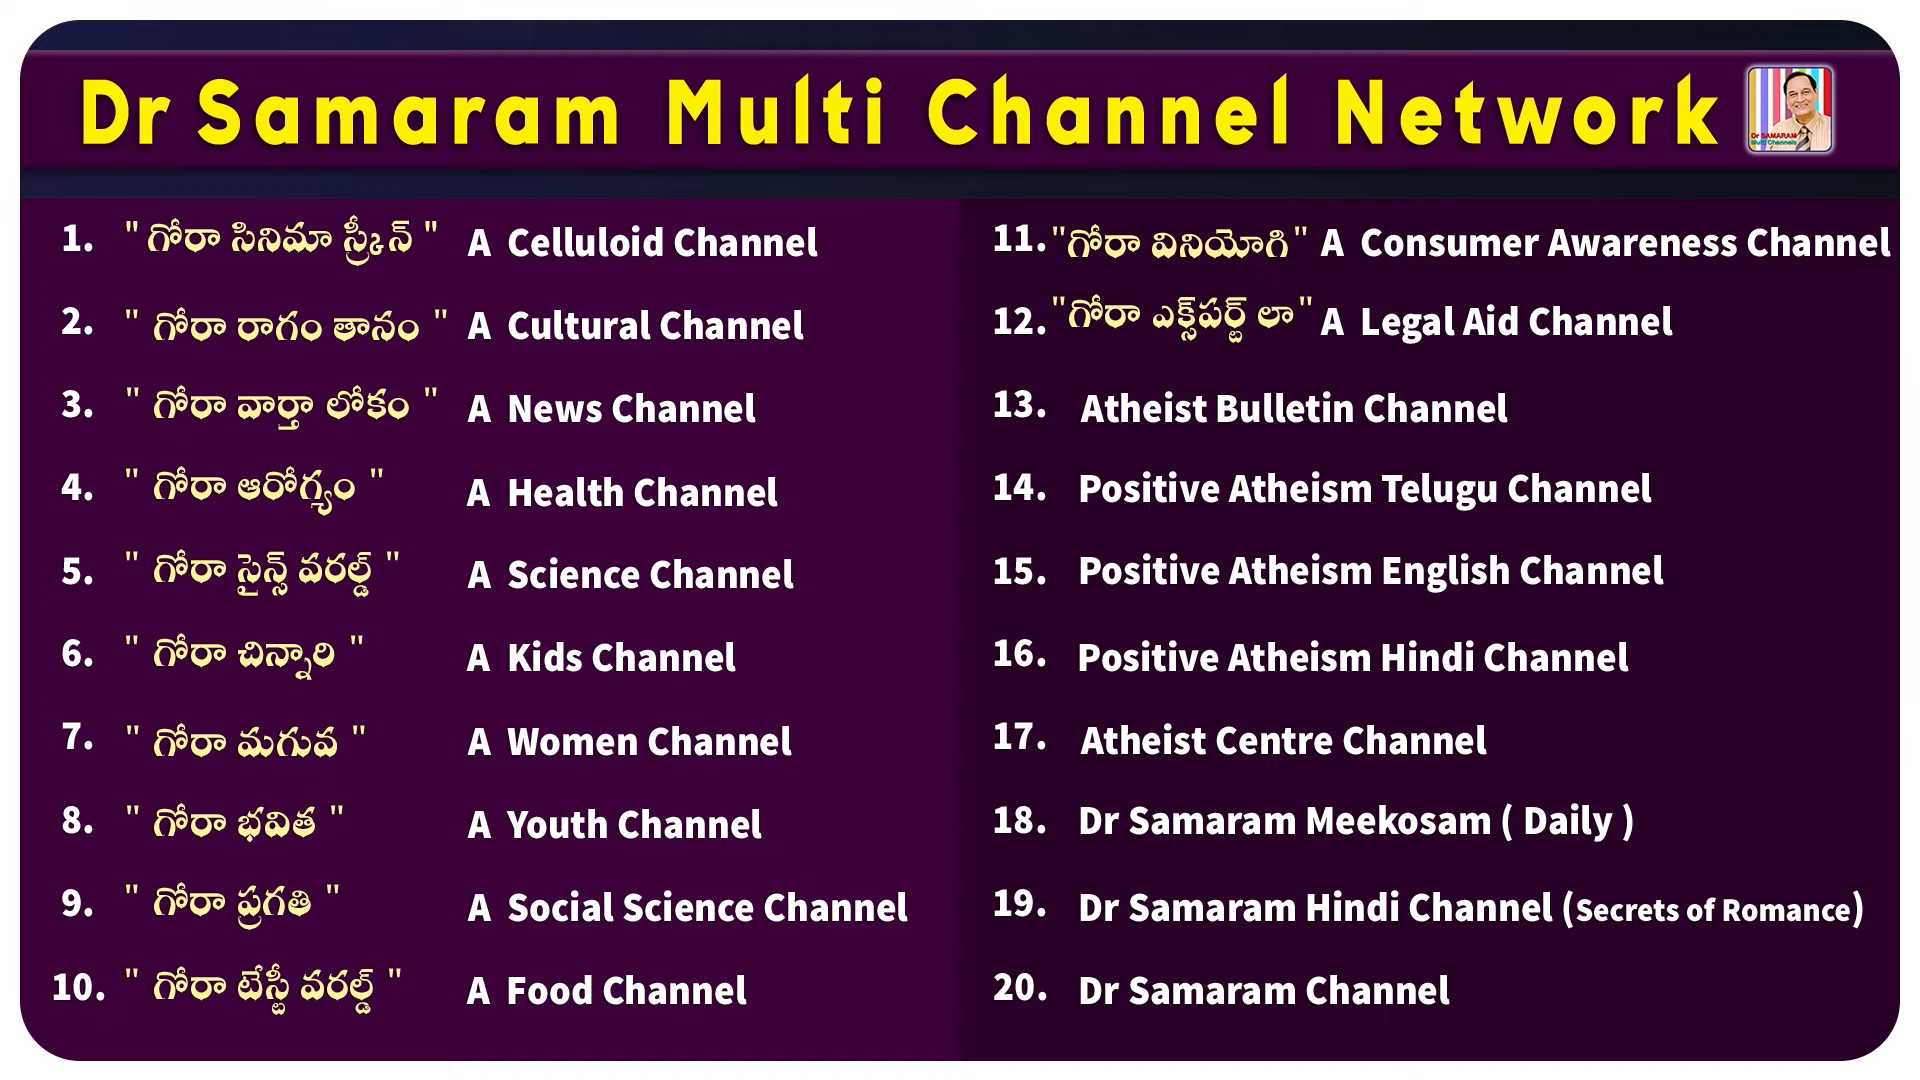 Dr Samaram Multi Channel Network
Dr SAMARAM
Multi Channels
1. " గోరా సినిమా స్క్రీన్ " A Celluloid Channel
2. " గోరా రాగం తానం " A Cultural Channel
3. " గోరా వార్తా లోకం " A News Channel
4. " గోరా ఆరోగ్యం " A Health Channel
5. " గోరా సైన్స్ వరల్డ్ " A Science Channel
6. " గోరా చిన్నారి " A Kids Channel
7. " గోరా మగువ " A Women Channel
8. " గోరా భవిత " A Youth Channel
9. " గోరా ప్రగతి " A Social Science Channel
10. " గోరా టేస్టీ వరల్డ్ " A Food Channel
11. "గోరా వినియోగి" A Consumer Awareness Channel
12. "గోరా ఎక్స్‌పర్ట్ లా" A Legal Aid Channel
13. Atheist Bulletin Channel
14. Positive Atheism Telugu Channel
15. Positive Atheism English Channel
16. Positive Atheism Hindi Channel
17. Atheist Centre Channel
18. Dr Samaram Meekosam ( Daily )
19. Dr Samaram Hindi Channel (Secrets of Romance)
20. Dr Samaram Channel